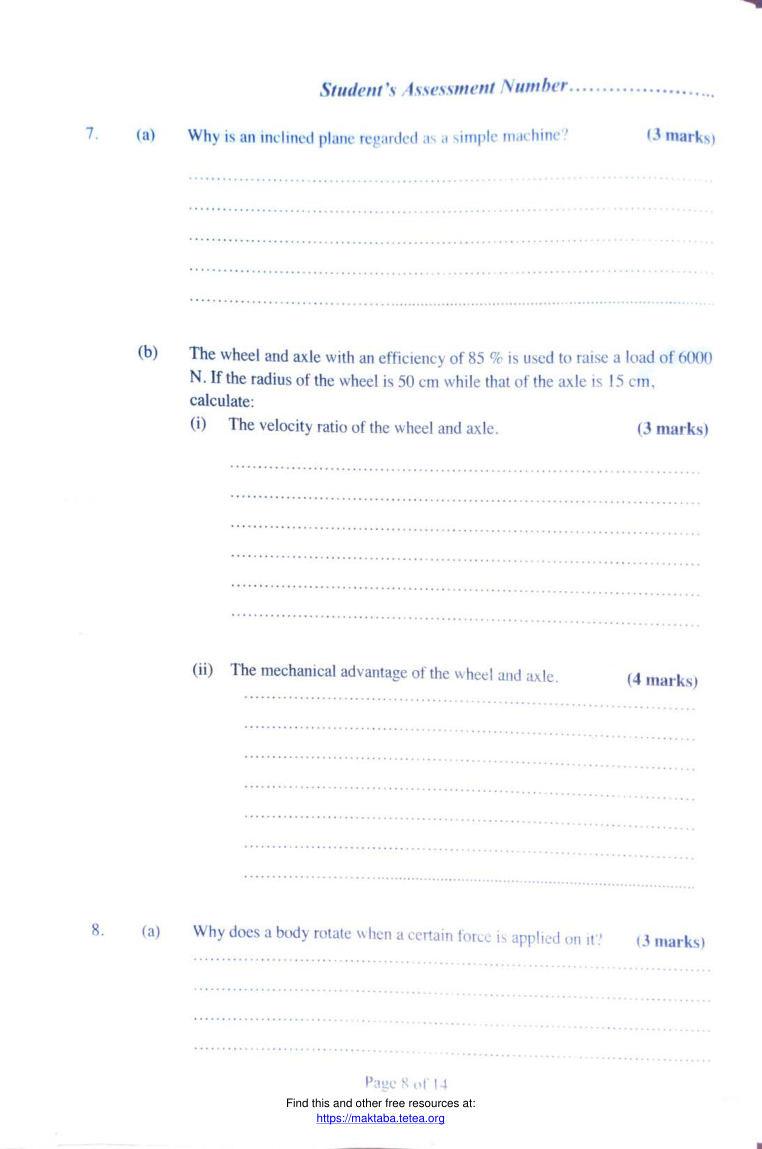 Student's Assessment Number........................
7. (a) Why is an inclined plane regarded as a simple machine? (3 marks)
(b) The wheel and axle with an efficiency of 85 % is used to raise a load of 6000
N. If the radius of the wheel is 50 cm while that of the axle is 15 cm,
calculate:
(i) The velocity ratio of the wheel and axle. (3 marks)
(ii) The mechanical advantage of the wheel and axle. (4 marks)
8. (a) Why does a body rotate when a certain force is applied on it? (3 marks)
Page 8 of 14
Find this and other free resources at:
https://maktaba.tetea.org